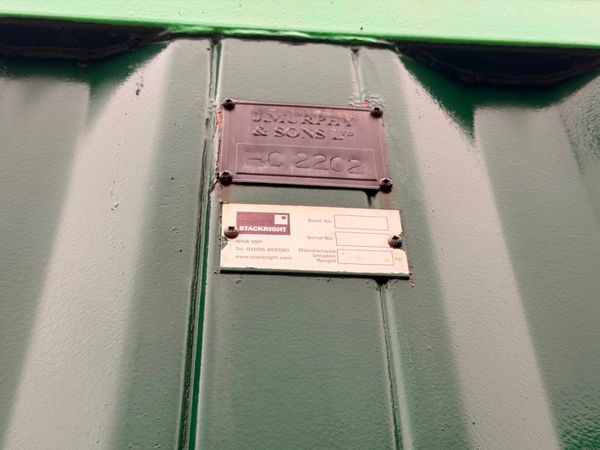 J.MURPHY
& SONS LTD
HC 2202
STACKRIGHT
WN8 9SP
Tel. 01695 455580
www.stackright.com
Build No.
Serial No.
Manufactured
Unladen
Weight
Kgs